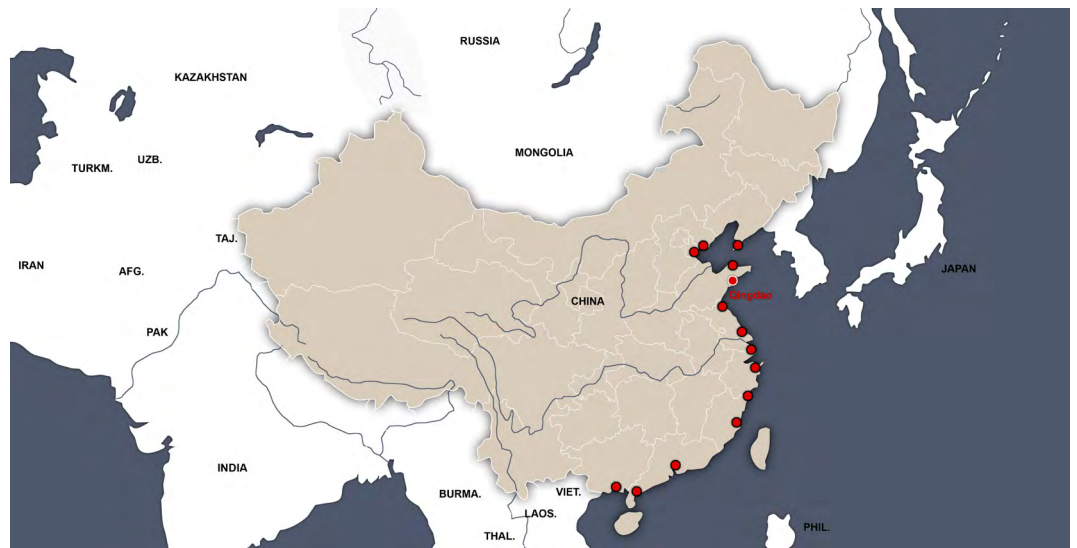 RUSSIA
KAZAKHSTAN
MONGOLIA
UZB.
TURKM.
TAJ.
IRAN
AFG.
JAPAN
Qingdao
CHINA
PAK
INDIA
BURMA.
VIET.
LAOS.
PHIL.
THAL.